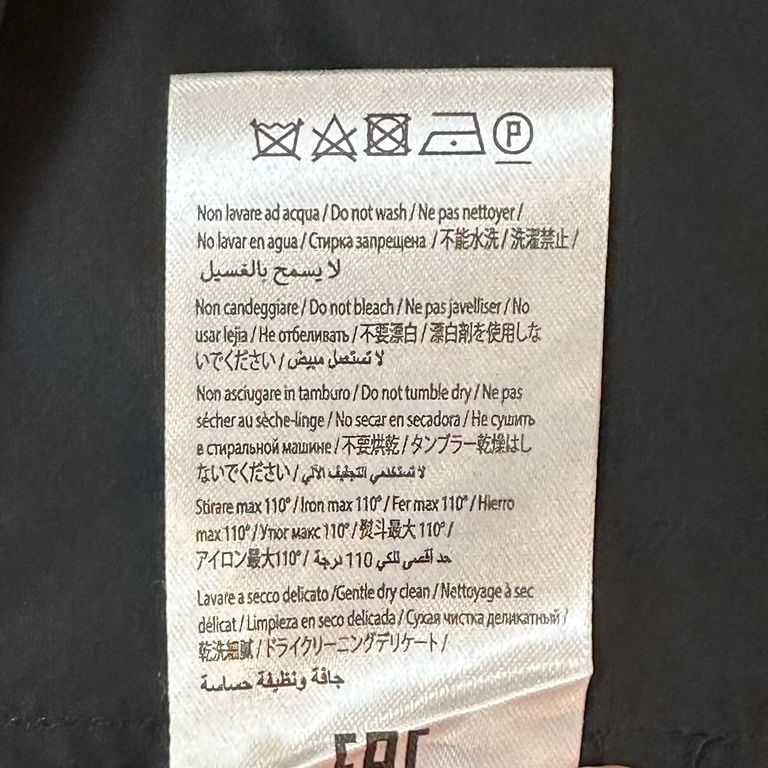 P
Non lavare ad acqua / Do not wash / Ne pas nettoyer /
No lavar en agua / Стирка запрещена / 不能水洗 / 洗濯禁止 /
لا يسمح بالغسيل
Non candeggiare / Do not bleach / Ne pas javelliser / No
usar lejia / Не отбеливать / 不要漂白 / 漂白剤を使用しな
いでください / لا تستعمل مبيض
Non asciugare in tamburo / Do not tumble dry / Ne pas
sécher au sèche-linge / No secar en secadora / Не сушить
в стиральной машине / 不要烘乾 / タンブラー乾燥はし
ないでください / لا تستخدمي التجفيف الآلي
Stirare max 110° / Iron max 110° / Fer max 110° / Hierro
max 110° / Утюг макс 110° / 熨斗最大 110° /
アイロン最大110° / حد أقصى للكي 110 درجة
Lavare a secco delicato /Gentle dry clean / Nettoyage à sec
délicat / Limpieza en seco delicada / Сухая чистка деликатный /
乾洗細膩 / ドライクリーニングデリケート /
جافة ونظيفة حساسة
EAC